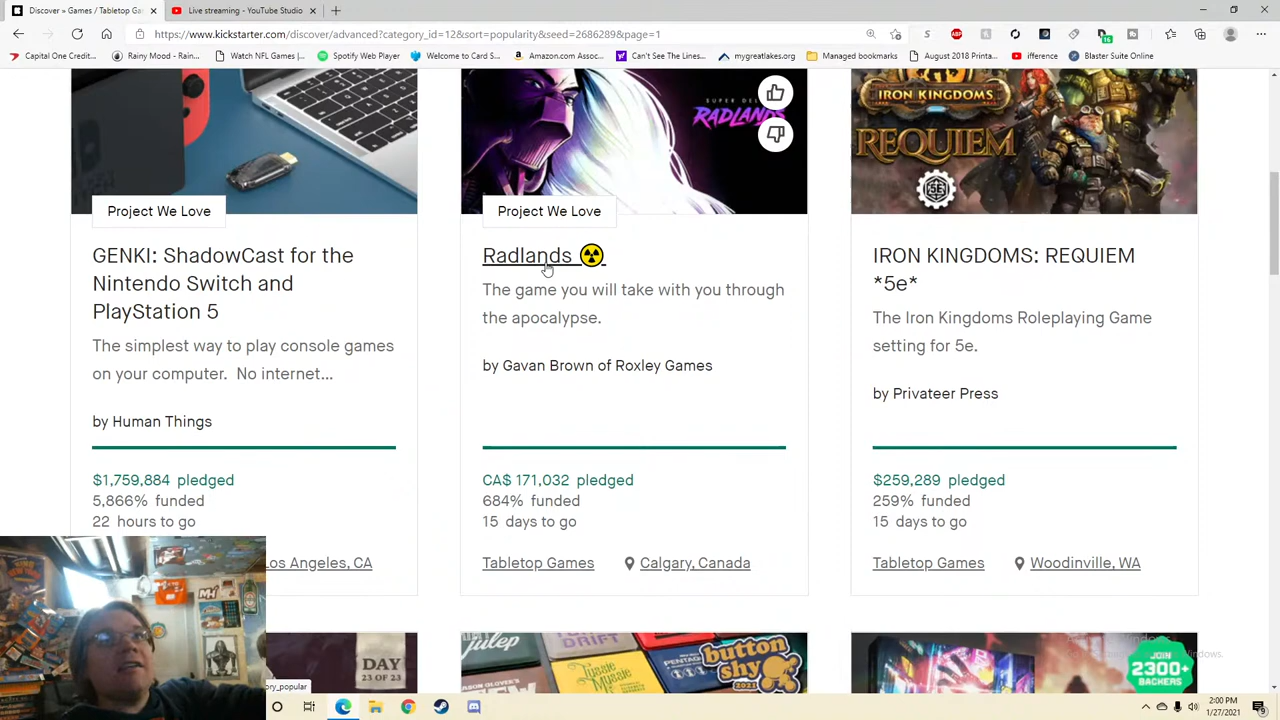 Discover » Games / Tabletop Ga
Live streaming - YouTube Studio
https://www.kickstarter.com/discover/advanced?category_id=12&sort=popularity&seed=2686289&page=1
Capital One Credit...
Rainy Mood - Rain...
Watch NFL Games |...
Spotify Web Player
Welcome to Card S...
Amazon.com Assoc...
Can't See The Lines...
mygreatlakes.org
Managed bookmarks
August 2018 Printa...
ifference
Blaster Suite Online
SUPER DE
RADLANDS
IRON KINGDOMS
REQUIEM
5E
Project We Love
Project We Love
GENKI: ShadowCast for the
Nintendo Switch and
PlayStation 5
The simplest way to play console games
on your computer. No internet...
by Human Things
$1,759,884 pledged
5,866% funded
22 hours to go
Los Angeles, CA
Radlands ☢
The game you will take with you through
the apocalypse.
by Gavan Brown of Roxley Games
CA$ 171,032 pledged
684% funded
15 days to go
Tabletop Games
Calgary, Canada
IRON KINGDOMS: REQUIEM
*5e*
The Iron Kingdoms Roleplaying Game
setting for 5e.
by Privateer Press
$259,289 pledged
259% funded
15 days to go
Tabletop Games
Woodinville, WA
DAY
23 OF 23
julep
DRIFT
button
shy
2021
JOIN
2300+
BACKERS
ory_popular
2:00 PM
1/27/2021